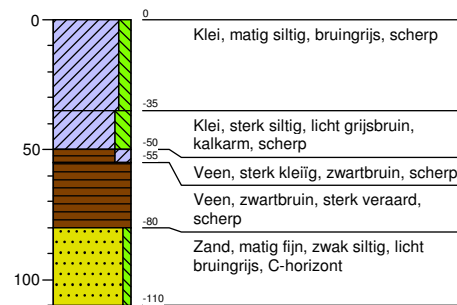 0
0
Klei, matig siltig, bruingrijs, scherp
-35
Klei, sterk siltig, licht grijsbruin,
kalkarm, scherp
50
-50
-55
Veen, sterk kleiïg, zwartbruin, scherp
Veen, zwartbruin, sterk veraard,
scherp
-80
Zand, matig fijn, zwak siltig, licht
bruingrijs, C-horizont
100
-110